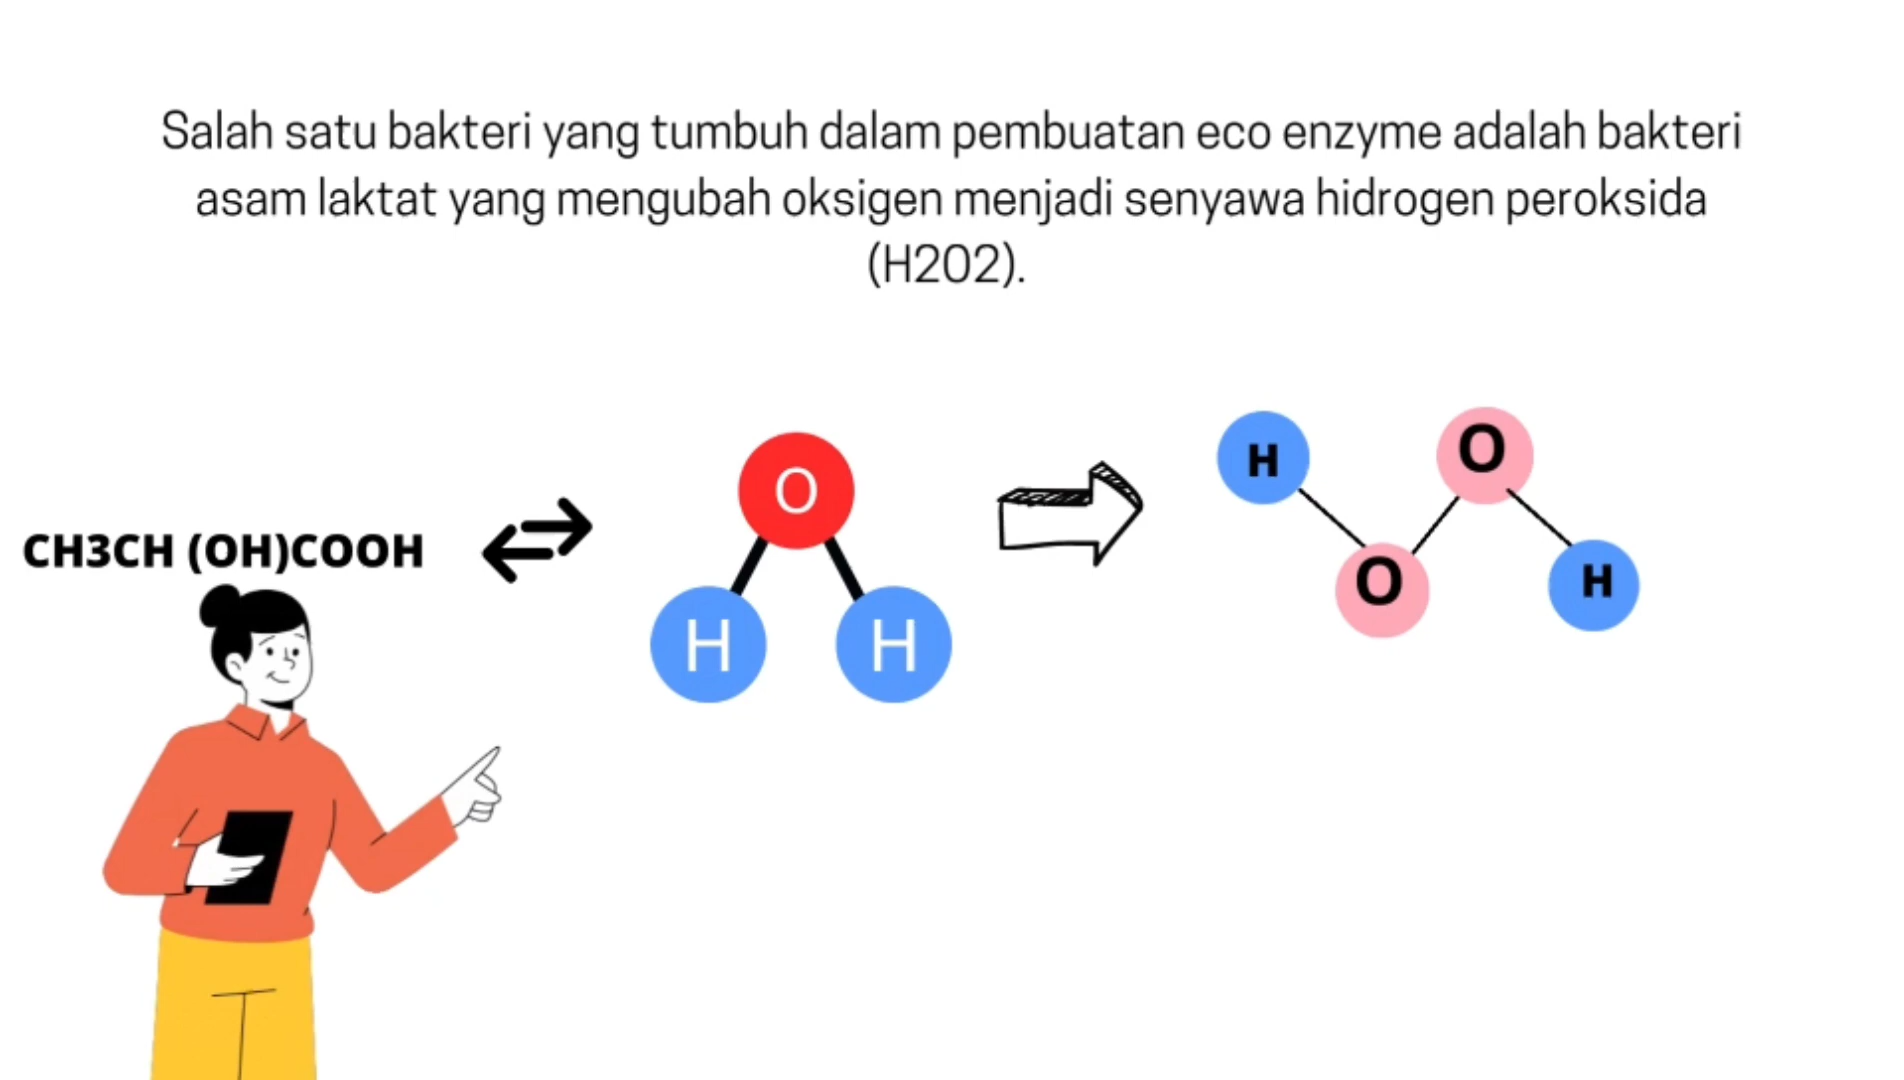 Salah satu bakteri yang tumbuh dalam pembuatan eco enzyme adalah bakteri
asam laktat yang mengubah oksigen menjadi senyawa hidrogen peroksida
(H2O2).
CH3CH (OH)COOH
O
H H
H
O
O
H